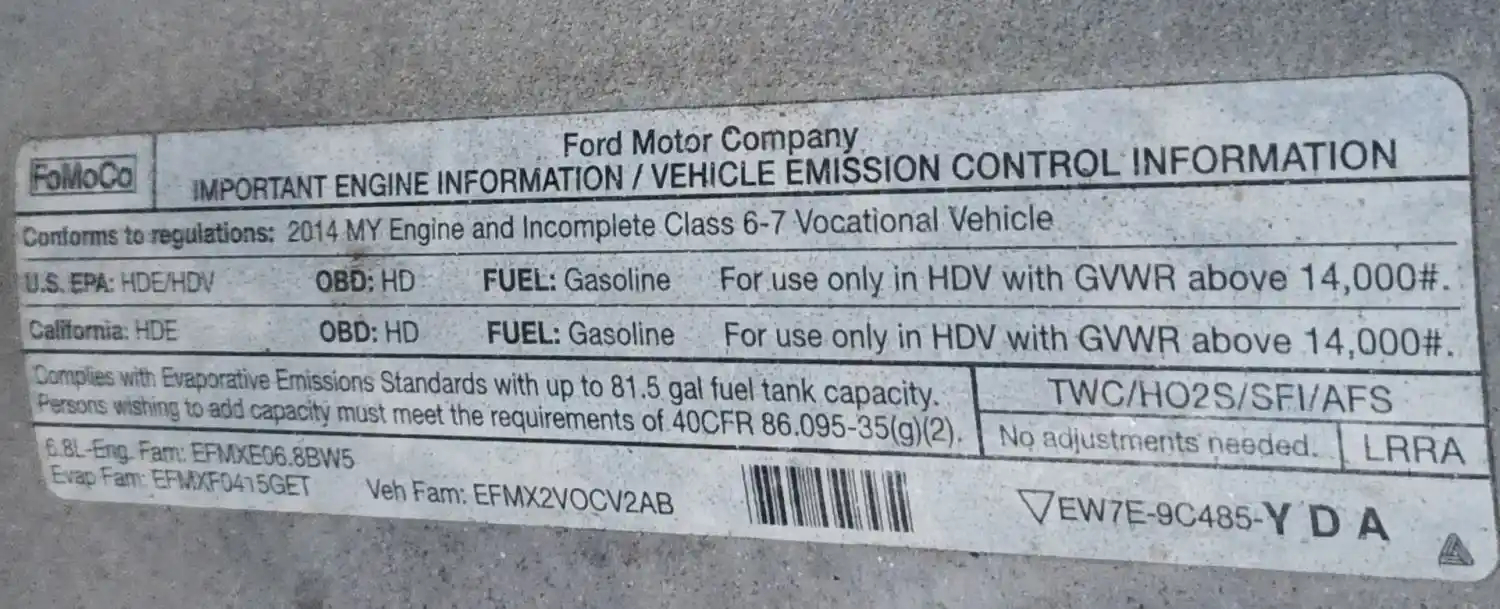 FoMoCo
Ford Motor Company
IMPORTANT ENGINE INFORMATION / VEHICLE EMISSION CONTROL INFORMATION
Conforms to regulations: 2014 MY Engine and Incomplete Class 6-7 Vocational Vehicle
U.S. EPA: HDE/HDV OBD: HD FUEL: Gasoline For use only in HDV with GVWR above 14,000#.
California: HDE OBD: HD FUEL: Gasoline For use only in HDV with GVWR above 14,000#.
Complies with Evaporative Emissions Standards with up to 81.5 gal fuel tank capacity.
Persons wishing to add capacity must meet the requirements of 40CFR 86.095-35(g)(2).
TWC/HO2S/SFI/AFS
No adjustments needed. LRRA
6.8L-Eng. Fam: EFMXE06.8BW5
Evap Fam: EFMXF0415GET
Veh Fam: EFMX2VOCV2AB
EW7E-9C485-Y D A